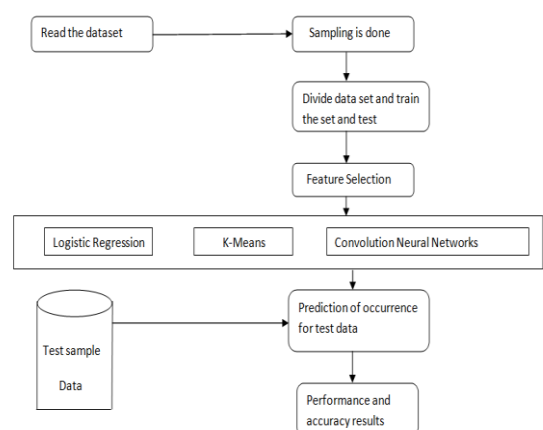 Read the dataset
Sampling is done
Divide data set and train
the set and test
Feature Selection
Logistic Regression
K-Means
Convolution Neural Networks
Prediction of occurrence
for test data
Test sample
Data
Performance and
accuracy results